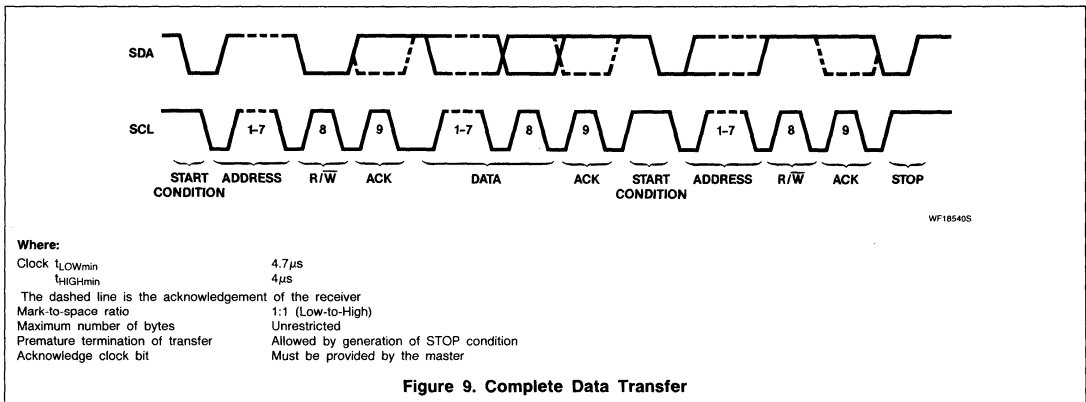 SDA
SCL
1–7 8 9 1–7 8 9 1–7 8 9
START CONDITION ADDRESS R/W̅ ACK DATA ACK START CONDITION ADDRESS R/W̅ ACK STOP
WF18540S
Where:
Clock tLOWmin 4.7μs
tHIGHmin 4μs
The dashed line is the acknowledgement of the receiver
Mark-to-space ratio 1:1 (Low-to-High)
Maximum number of bytes Unrestricted
Premature termination of transfer Allowed by generation of STOP condition
Acknowledge clock bit Must be provided by the master
Figure 9. Complete Data Transfer